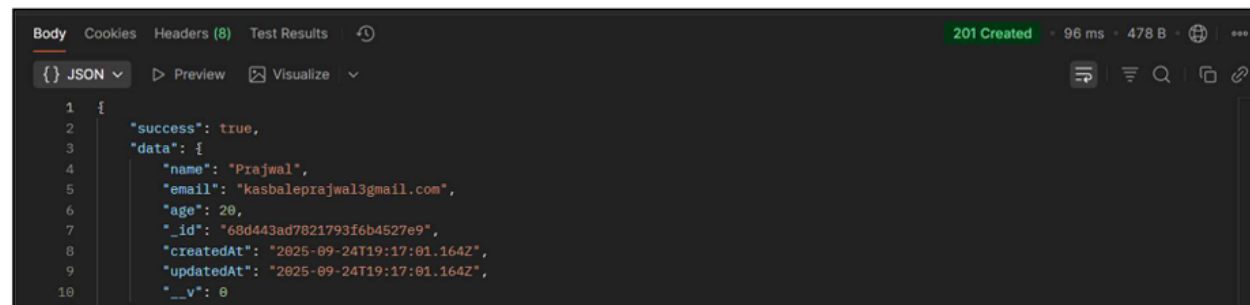 Body Cookies Headers (8) Test Results 201 Created • 96 ms • 478 B
{} JSON Preview Visualize
1 {
2 "success": true,
3 "data": {
4 "name": "Prajwal",
5 "email": "kasbaleprajwal3gmail.com",
6 "age": 20,
7 "_id": "68d443ad7821793f6b4527e9",
8 "createdAt": "2025-09-24T19:17:01.164Z",
9 "updatedAt": "2025-09-24T19:17:01.164Z",
10 "__v": 0